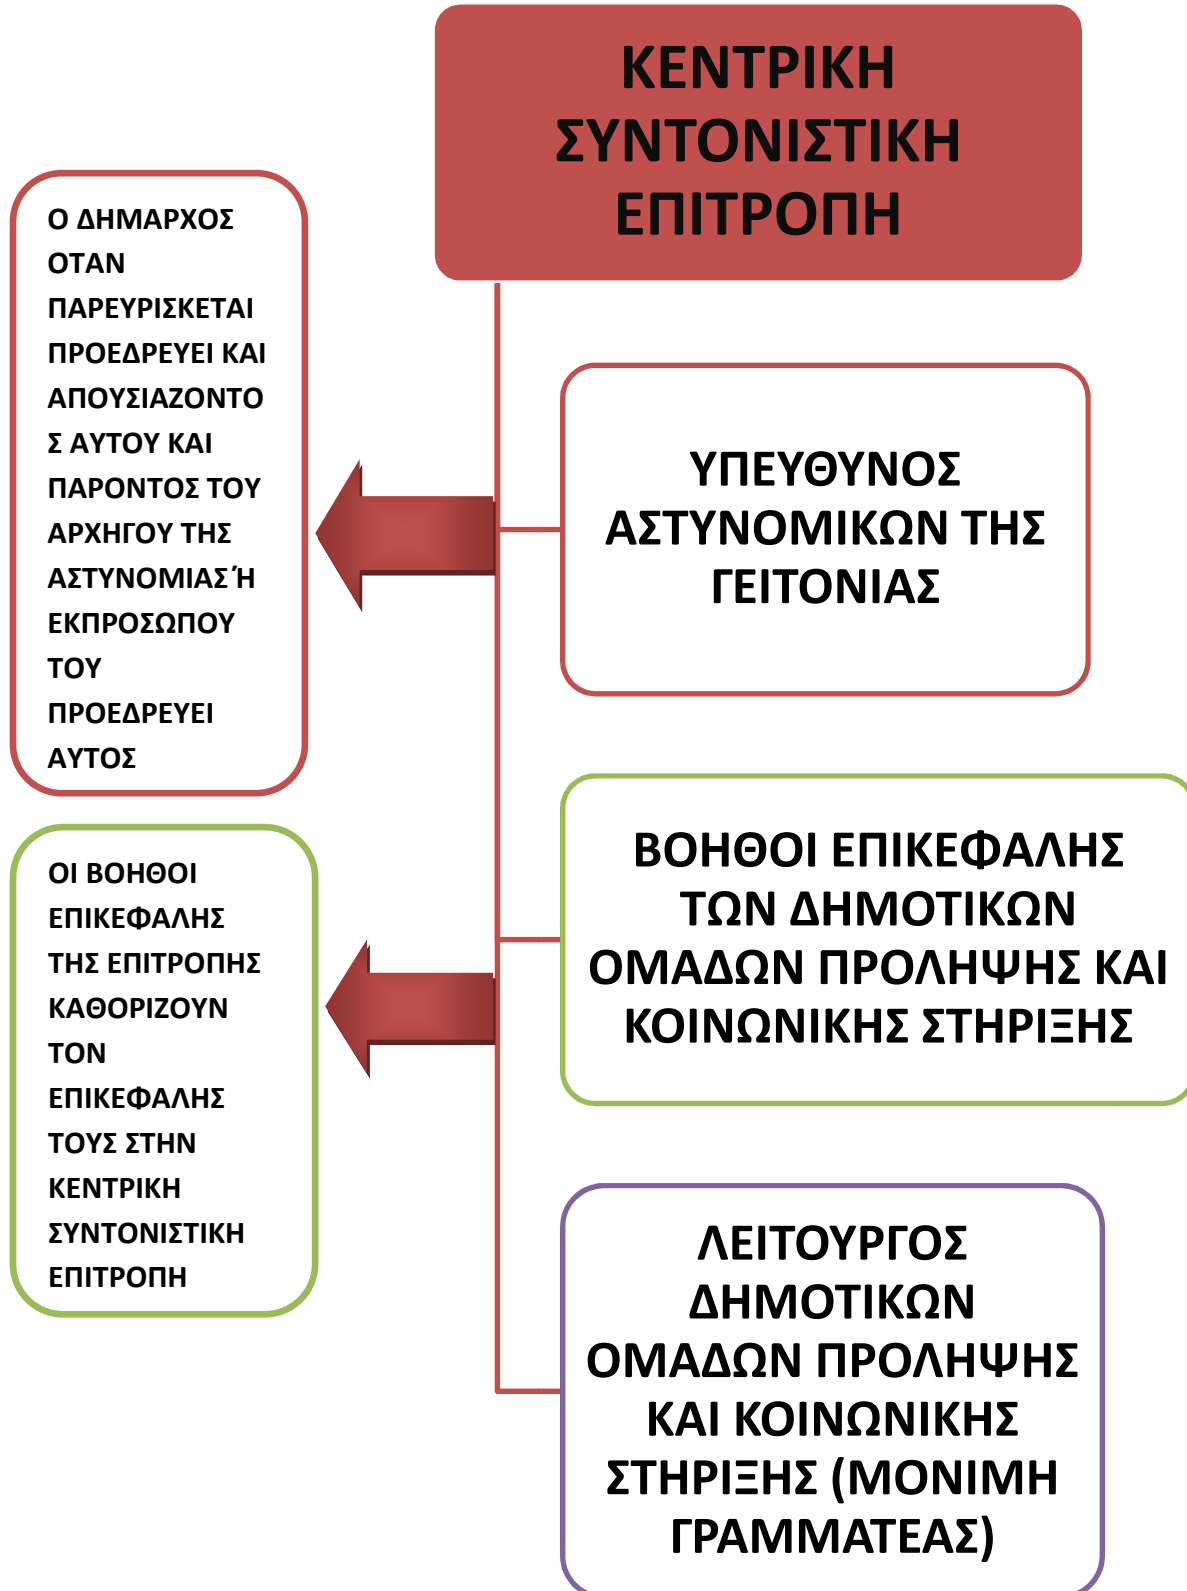 ΚΕΝΤΡΙΚΗ
ΣΥΝΤΟΝΙΣΤΙΚΗ
ΕΠΙΤΡΟΠΗ
Ο ΔΗΜΑΡΧΟΣ
ΟΤΑΝ
ΠΑΡΕΥΡΙΣΚΕΤΑΙ
ΠΡΟΕΔΡΕΥΕΙ ΚΑΙ
ΑΠΟΥΣΙΑΖΟΝΤΟ
Σ ΑΥΤΟΥ ΚΑΙ
ΠΑΡΟΝΤΟΣ ΤΟΥ
ΑΡΧΗΓΟΥ ΤΗΣ
ΑΣΤΥΝΟΜΙΑΣ Ή
ΕΚΠΡΟΣΩΠΟΥ
ΤΟΥ
ΠΡΟΕΔΡΕΥΕΙ
ΑΥΤΟΣ
ΥΠΕΥΘΥΝΟΣ
ΑΣΤΥΝΟΜΙΚΩΝ ΤΗΣ
ΓΕΙΤΟΝΙΑΣ
ΟΙ ΒΟΗΘΟΙ
ΕΠΙΚΕΦΑΛΗΣ
ΤΗΣ ΕΠΙΤΡΟΠΗΣ
ΚΑΘΟΡΙΖΟΥΝ
ΤΟΝ
ΕΠΙΚΕΦΑΛΗΣ
ΤΟΥΣ ΣΤΗΝ
ΚΕΝΤΡΙΚΗ
ΣΥΝΤΟΝΙΣΤΙΚΗ
ΕΠΙΤΡΟΠΗ
ΒΟΗΘΟΙ ΕΠΙΚΕΦΑΛΗΣ
ΤΩΝ ΔΗΜΟΤΙΚΩΝ
ΟΜΑΔΩΝ ΠΡΟΛΗΨΗΣ ΚΑΙ
ΚΟΙΝΩΝΙΚΗΣ ΣΤΗΡΙΞΗΣ
ΛΕΙΤΟΥΡΓΟΣ
ΔΗΜΟΤΙΚΩΝ
ΟΜΑΔΩΝ ΠΡΟΛΗΨΗΣ
ΚΑΙ ΚΟΙΝΩΝΙΚΗΣ
ΣΤΗΡΙΞΗΣ (ΜΟΝΙΜΗ
ΓΡΑΜΜΑΤΕΑΣ)